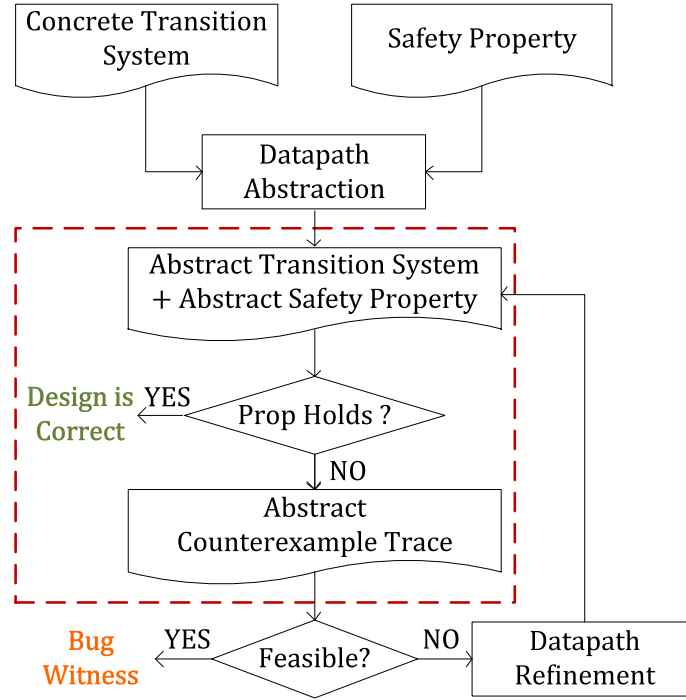 Concrete Transition
System
Safety Property
Datapath
Abstraction
Abstract Transition System
+ Abstract Safety Property
Design is
Correct
YES
Prop Holds ?
NO
Abstract
Counterexample Trace
Bug
Witness
YES
Feasible?
NO
Datapath
Refinement